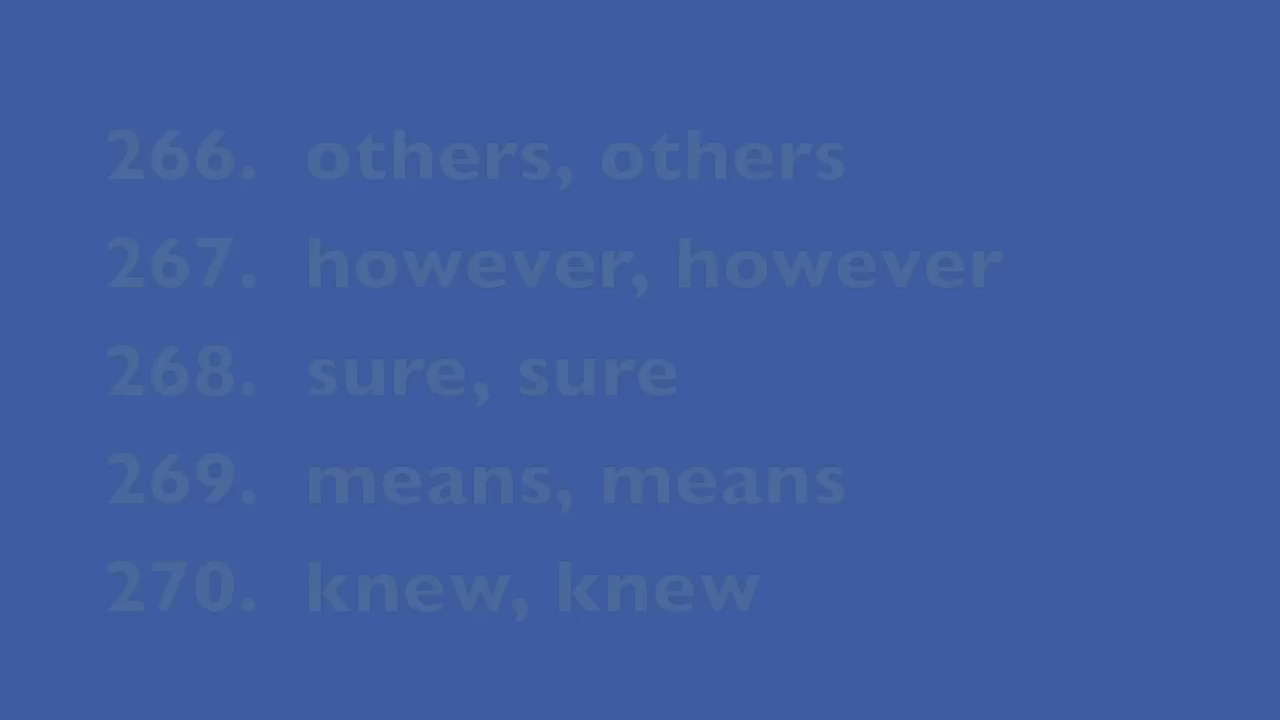 266. others, others
267. however, however
268. sure, sure
269. means, means
270. knew, knew